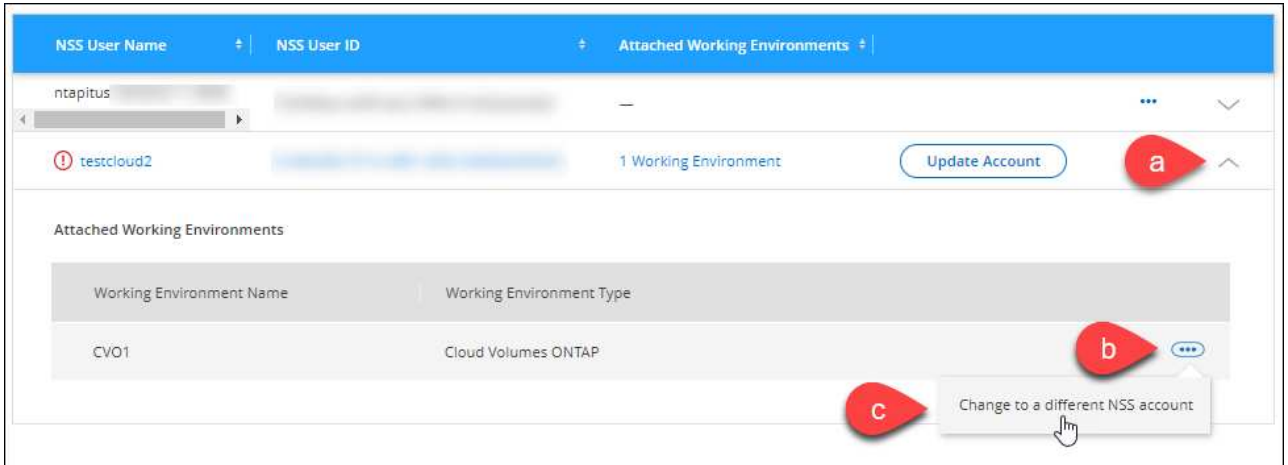 NSS User Name NSS User ID Attached Working Environments
ntapitus — •••
testcloud2 1 Working Environment Update Account a
Attached Working Environments
Working Environment Name Working Environment Type
CVO1 Cloud Volumes ONTAP b •••
c Change to a different NSS account